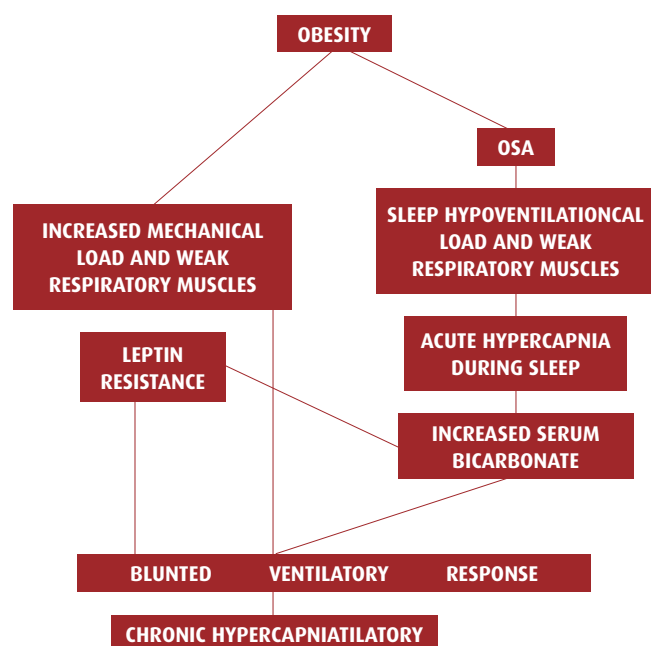 OBESITY
OSA
INCREASED MECHANICAL
LOAD AND WEAK
RESPIRATORY MUSCLES
SLEEP HYPOVENTILATIONCAL
LOAD AND WEAK
RESPIRATORY MUSCLES
LEPTIN
RESISTANCE
ACUTE HYPERCAPNIA
DURING SLEEP
INCREASED SERUM
BICARBONATE
BLUNTED VENTILATORY RESPONSE
CHRONIC HYPERCAPNIATILATORY